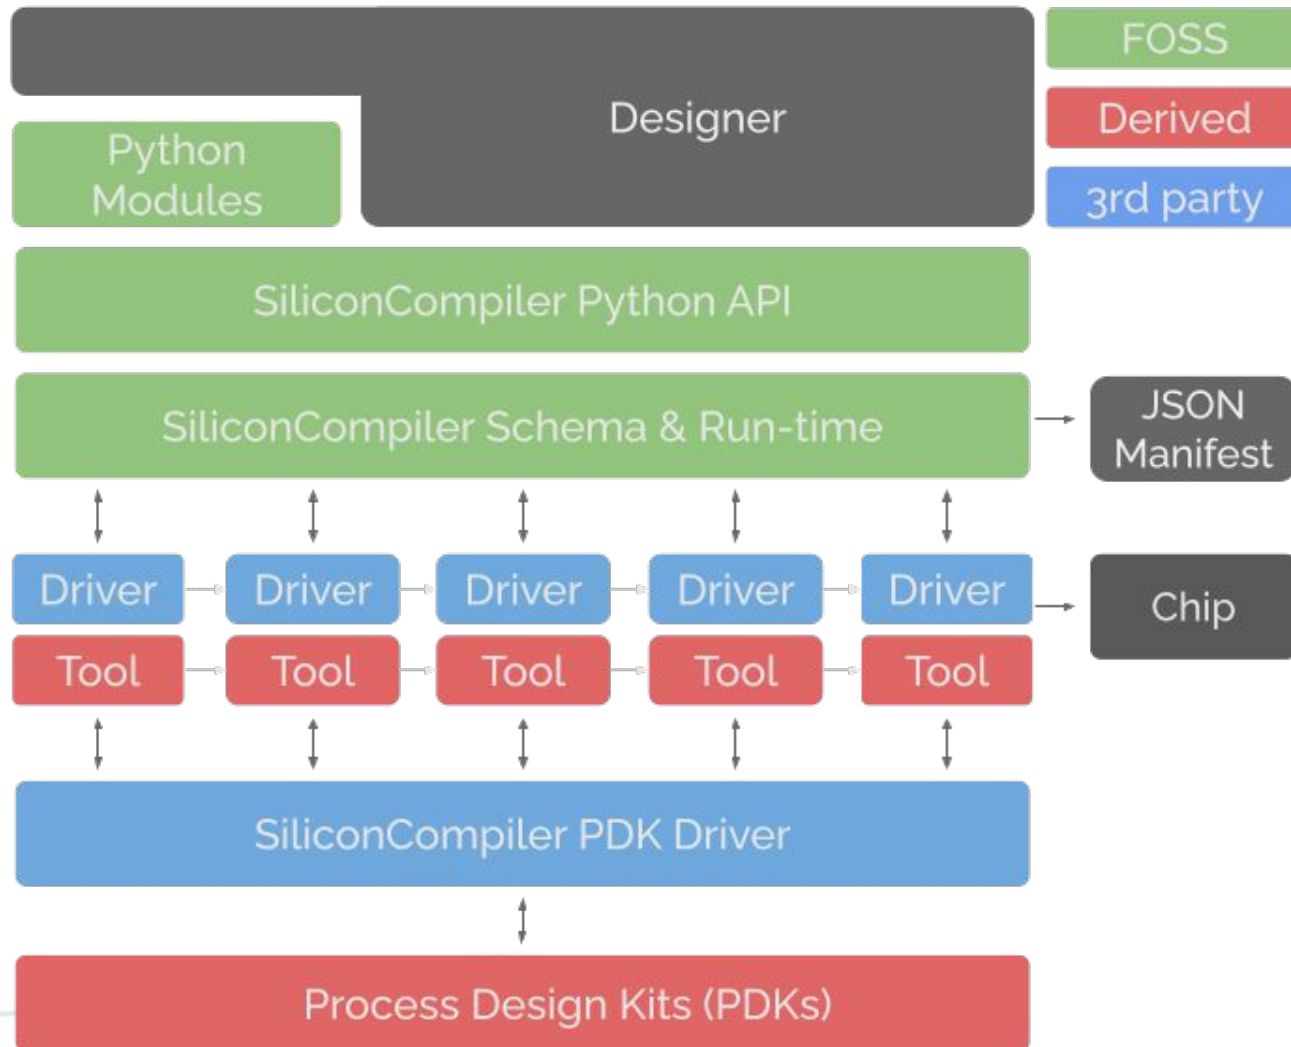 FOSS
Designer
Derived
Python
Modules
3rd party
SiliconCompiler Python API
SiliconCompiler Schema & Run-time
JSON
Manifest
Driver
Driver
Driver
Driver
Driver
Chip
Tool
Tool
Tool
Tool
Tool
SiliconCompiler PDK Driver
Process Design Kits (PDKs)